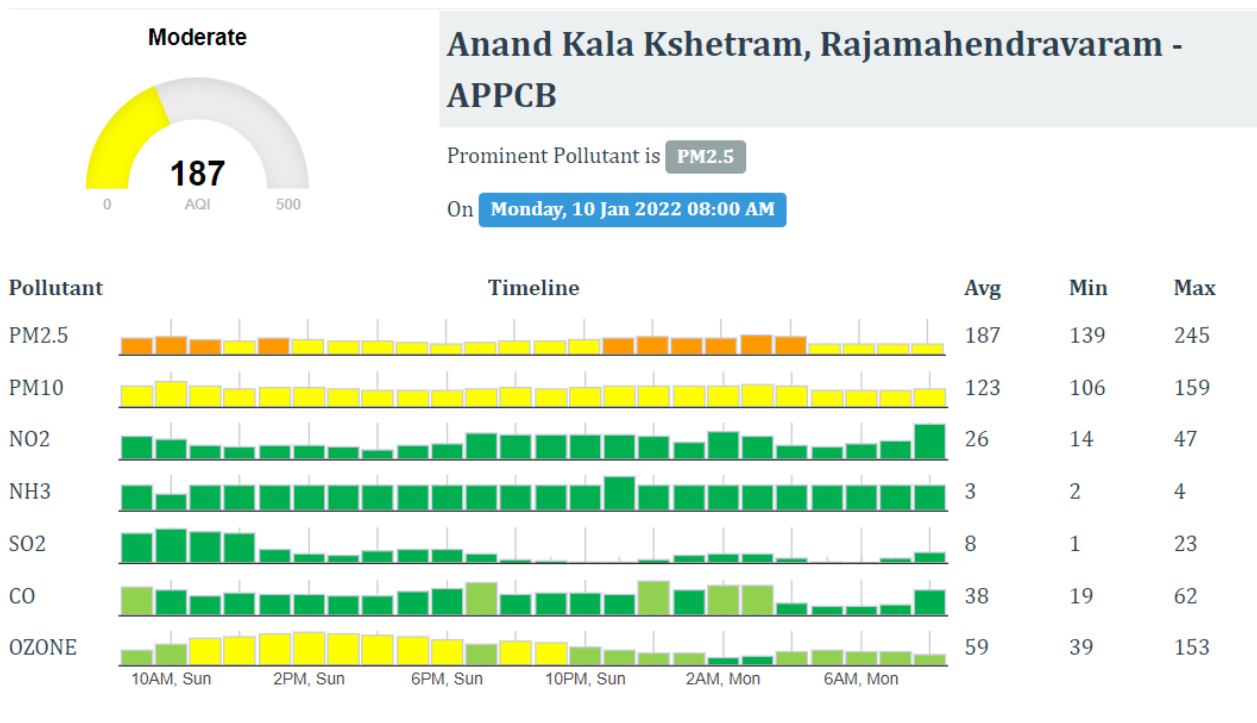 Moderate
187
0 AQI 500
Anand Kala Kshetram, Rajamahendravaram -
APPCB
Prominent Pollutant is PM2.5
On Monday, 10 Jan 2022 08:00 AM
Pollutant Timeline Avg Min Max
PM2.5 187 139 245
PM10 123 106 159
NO2 26 14 47
NH3 3 2 4
SO2 8 1 23
CO 38 19 62
OZONE 59 39 153
10AM, Sun 2PM, Sun 6PM, Sun 10PM, Sun 2AM, Mon 6AM, Mon